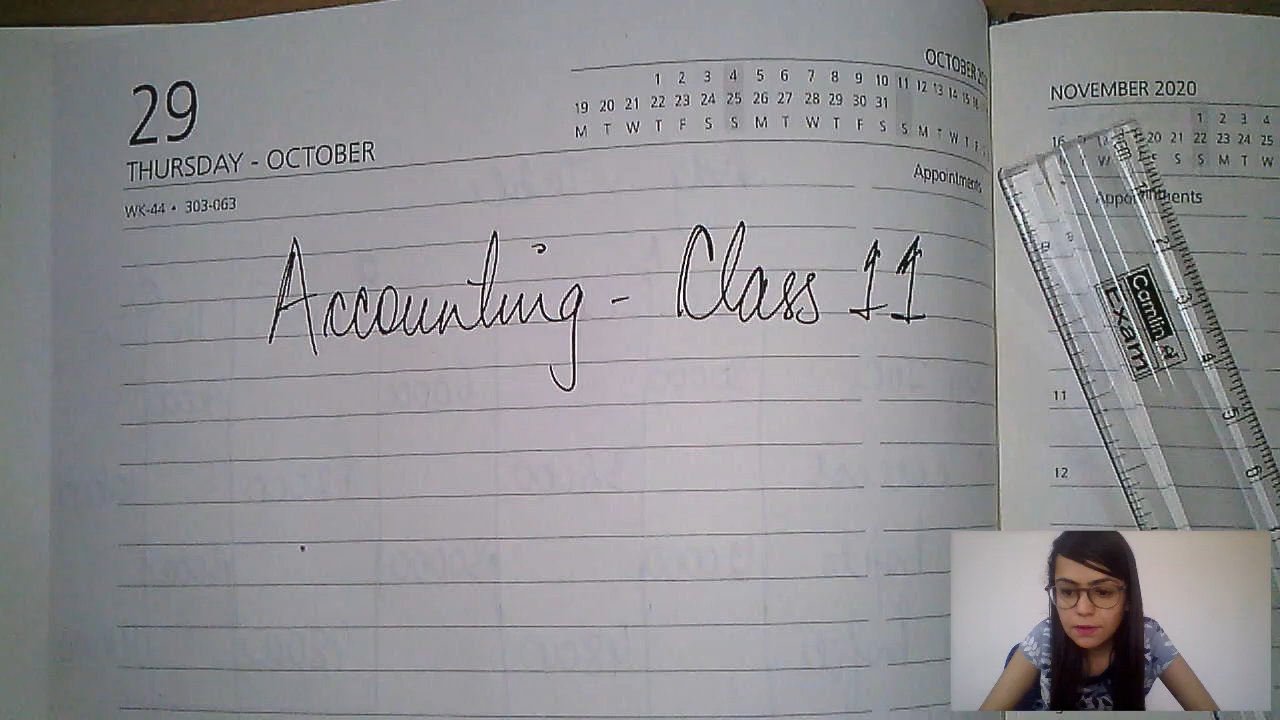 29
THURSDAY - OCTOBER
WK-44 • 303-063
OCTOBER
1 2 3 4 5 6 7 8 9 10 11 12 13 14 15
19 20 21 22 23 24 25 26 27 28 29 30 31
M T W T F S S M T W T F S S M T W T F
Appointments
Accounting - Class 11
NOVEMBER 2020
1 2 3 4
16 20 21 22 23 24 25
W S S M T W
Appointments
cm
Camlin
Exam
11
12